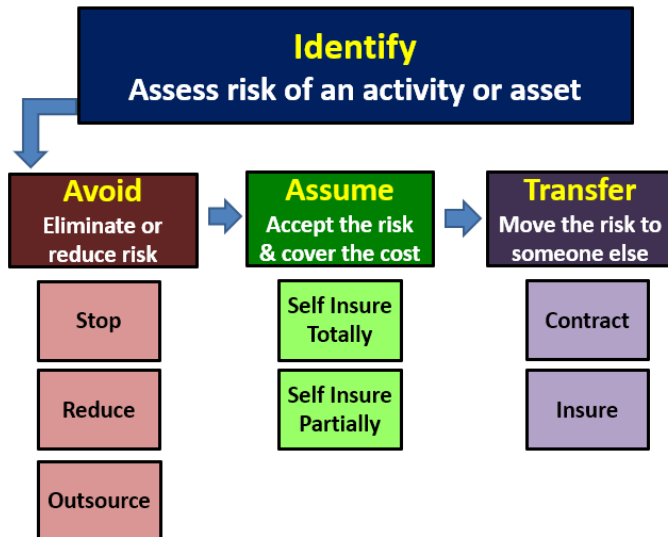 Identify
Assess risk of an activity or asset
Avoid
Eliminate or
reduce risk
Assume
Accept the risk
& cover the cost
Transfer
Move the risk to
someone else
Stop
Self Insure
Totally
Contract
Reduce
Self Insure
Partially
Insure
Outsource